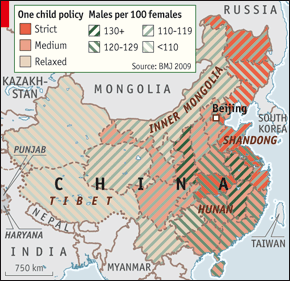 One child policy Males per 100 females
Strict 130+ 110-119
Medium 120-129 <110
Relaxed Source: BMJ 2009
RUSSIA
KAZAKH-
STAN
MONGOLIA
INNER MONGOLIA
Beijing
SOUTH
KOREA
SHANDONG
PUNJAB
CHINA
TIBET
HUNAN
NEPAL
HARYANA
INDIA
TAIWAN
MYANMAR
750 km